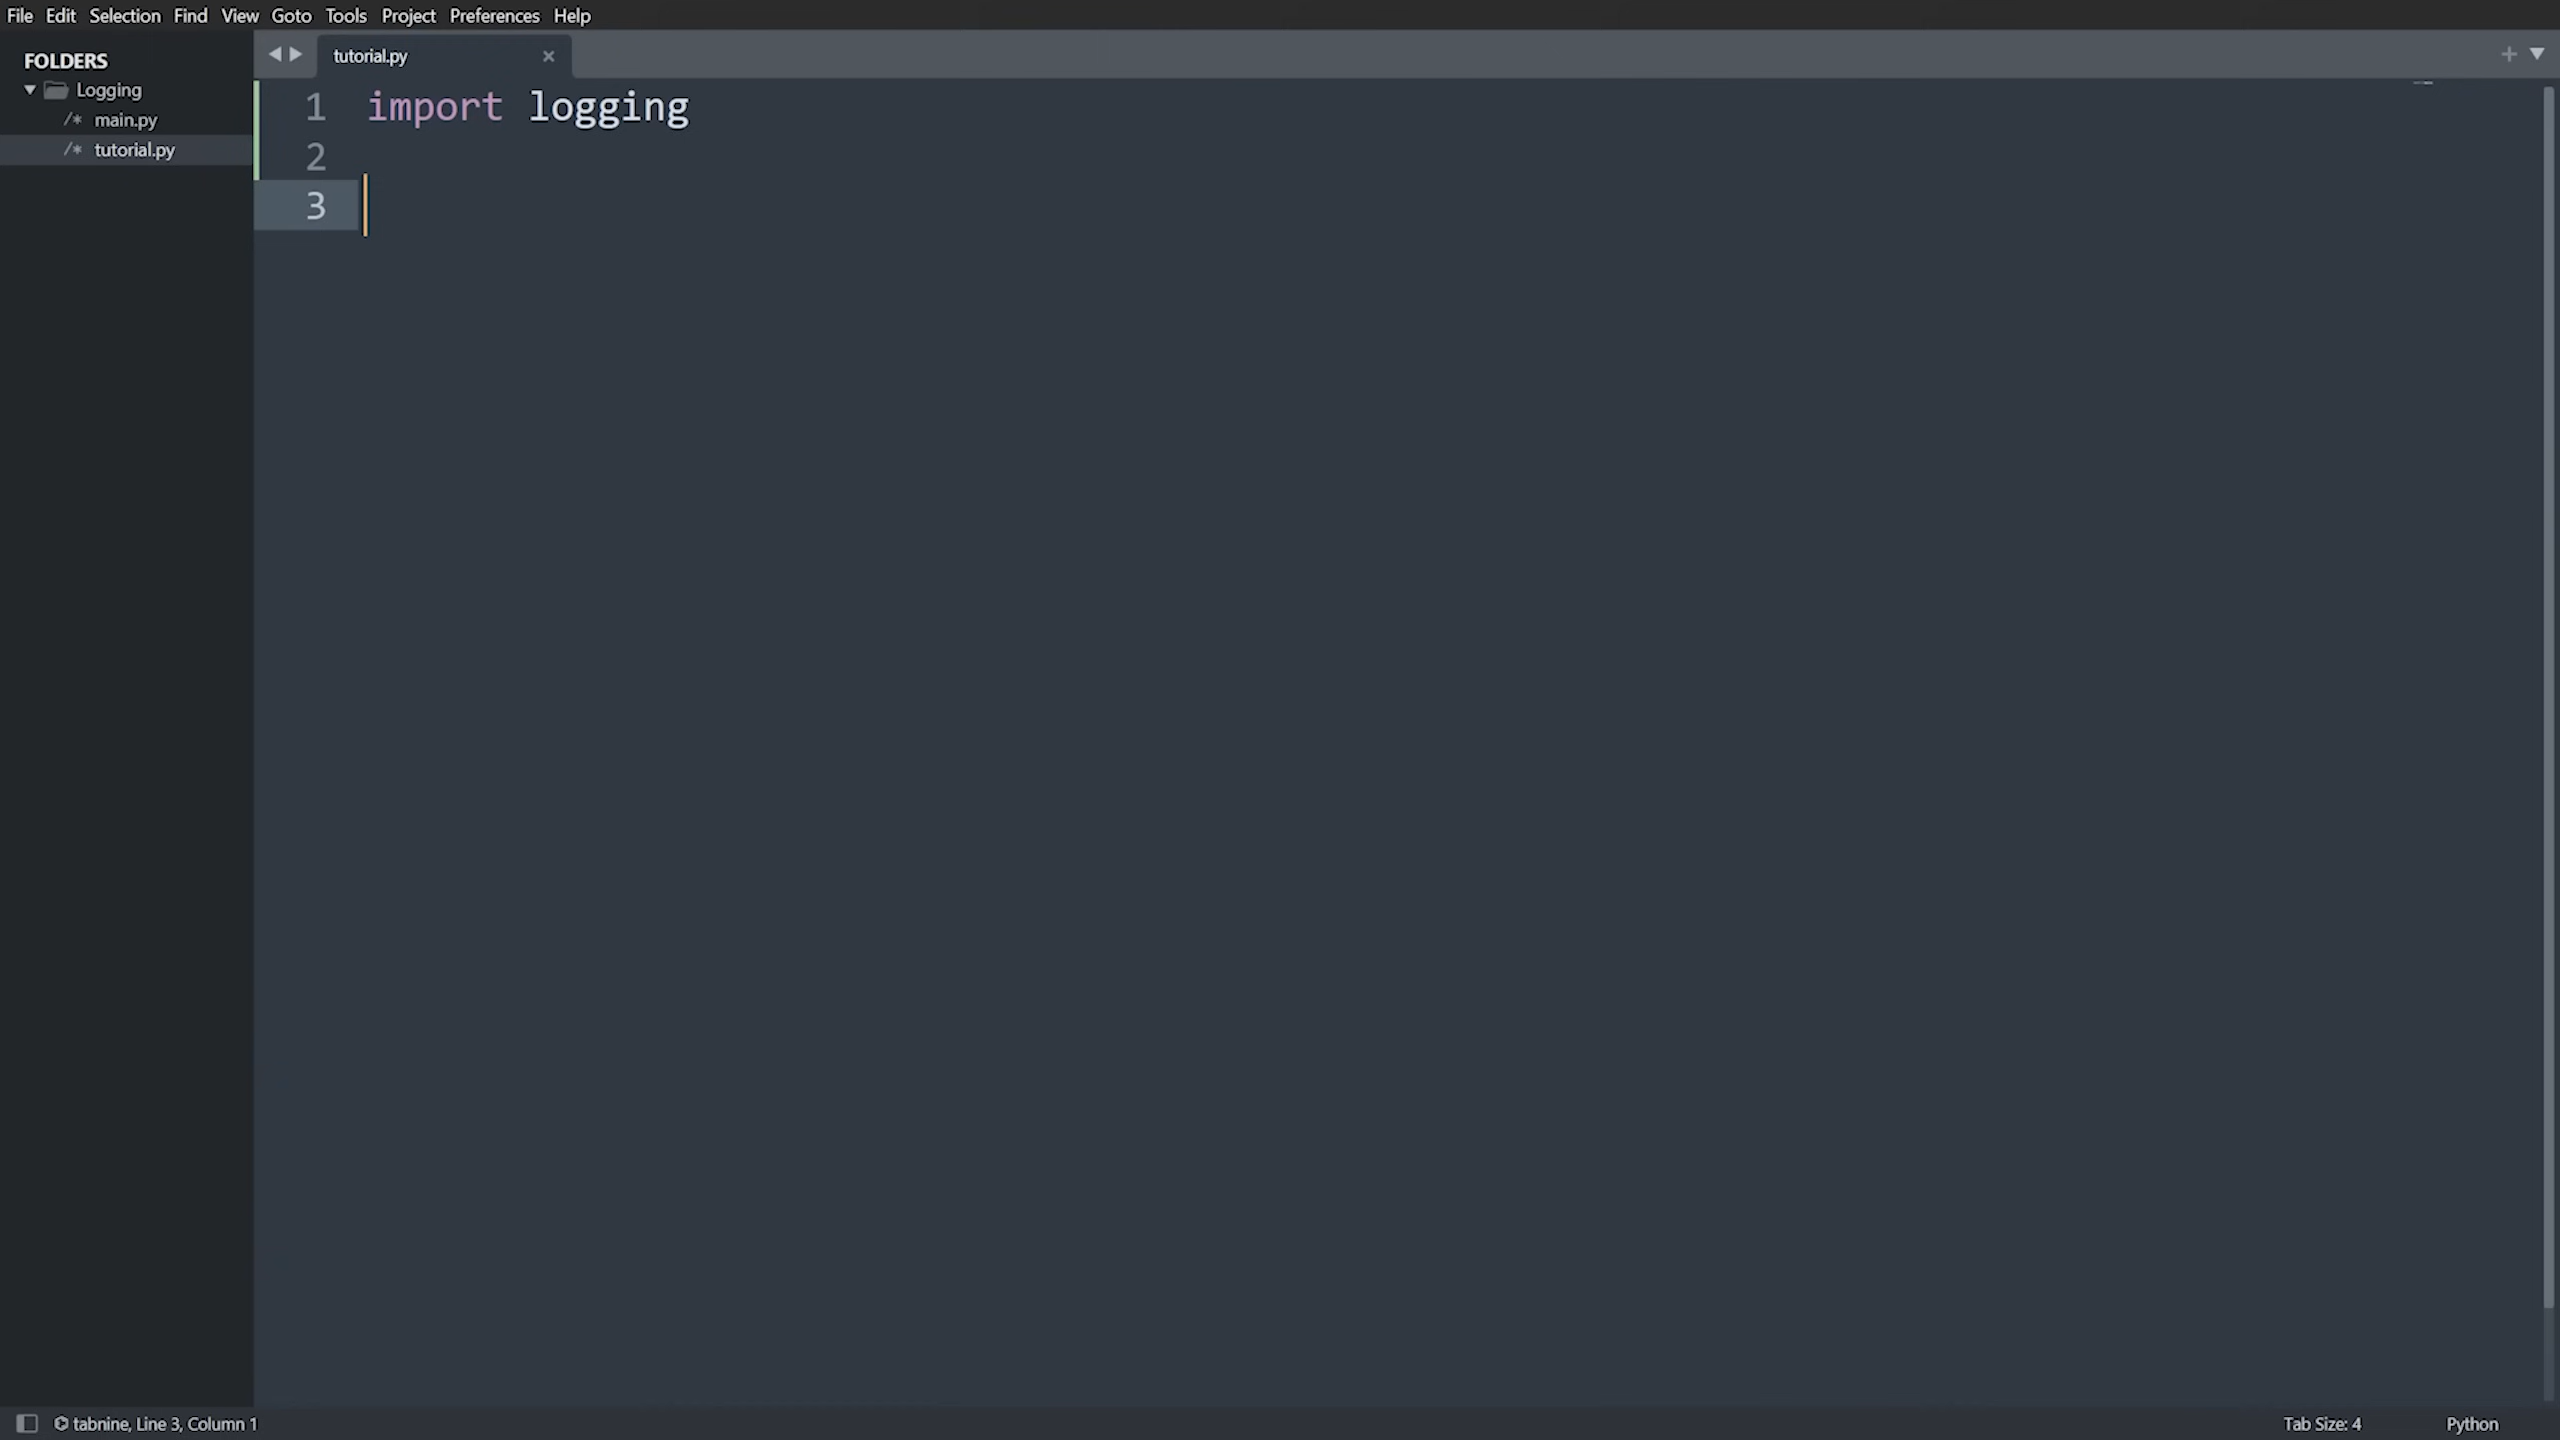 File Edit Selection Find View Goto Tools Project Preferences Help
FOLDERS
Logging
/* main.py
/* tutorial.py
tutorial.py
1 import logging
2
3
tabnine, Line 3, Column 1
Tab Size: 4
Python